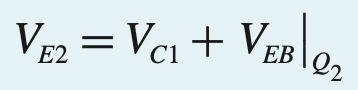 V_{E2} = V_{C1} + V_{EB}|_{Q_2}